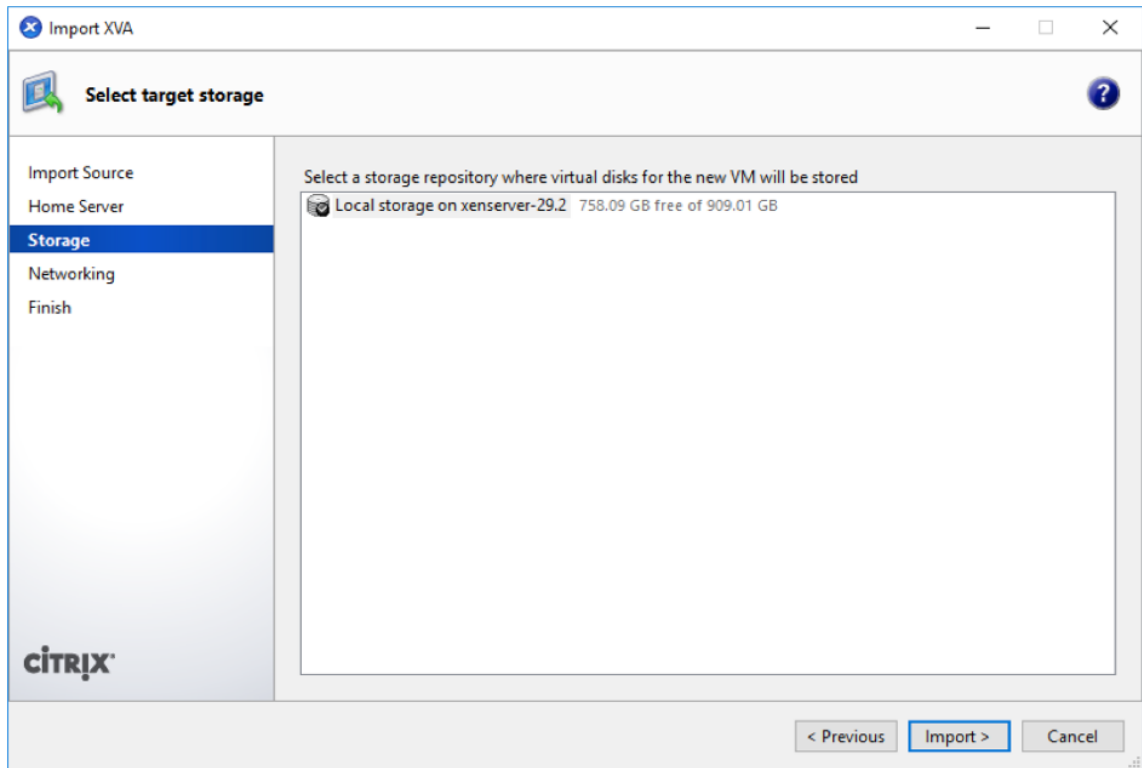 Import XVA
Select target storage
?
Import Source
Home Server
Storage
Networking
Finish
Select a storage repository where virtual disks for the new VM will be stored
Local storage on xenserver-29.2 758.09 GB free of 909.01 GB
CİTRIX
< Previous
Import >
Cancel